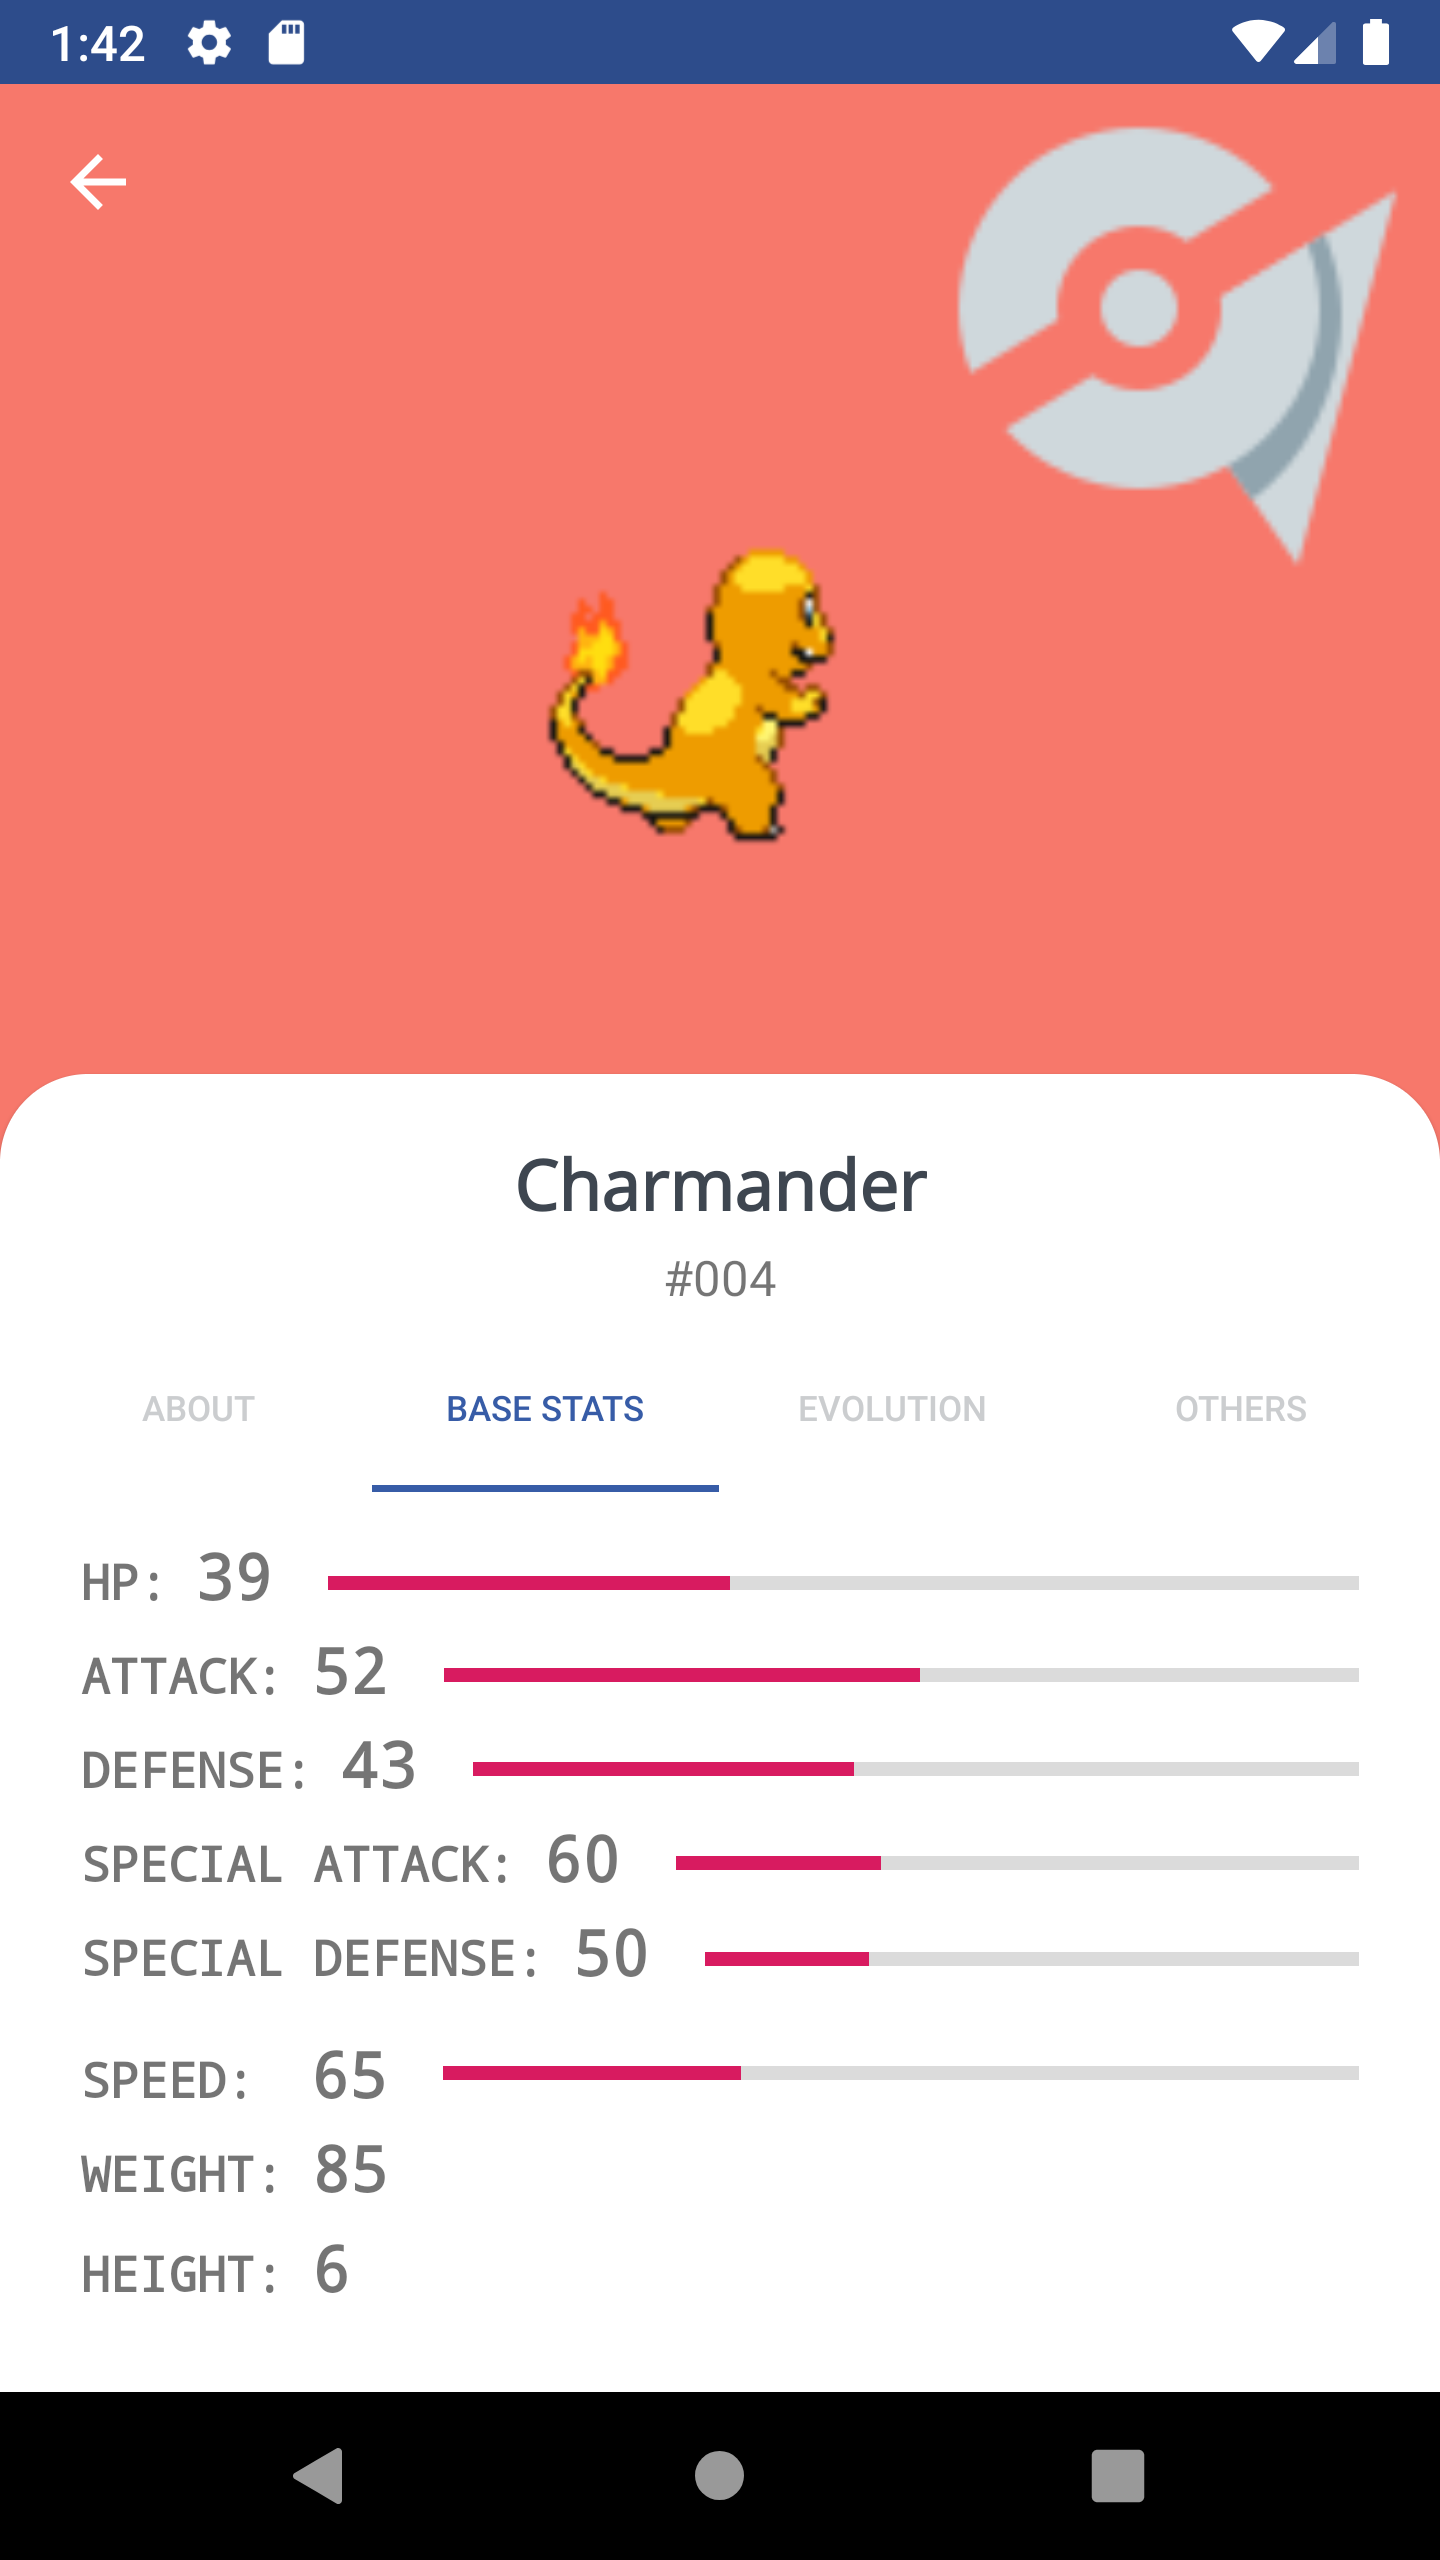 1:42
Charmander
#004
ABOUT BASE STATS EVOLUTION OTHERS
HP: 39
ATTACK: 52
DEFENSE: 43
SPECIAL ATTACK: 60
SPECIAL DEFENSE: 50
SPEED: 65
WEIGHT: 85
HEIGHT: 6